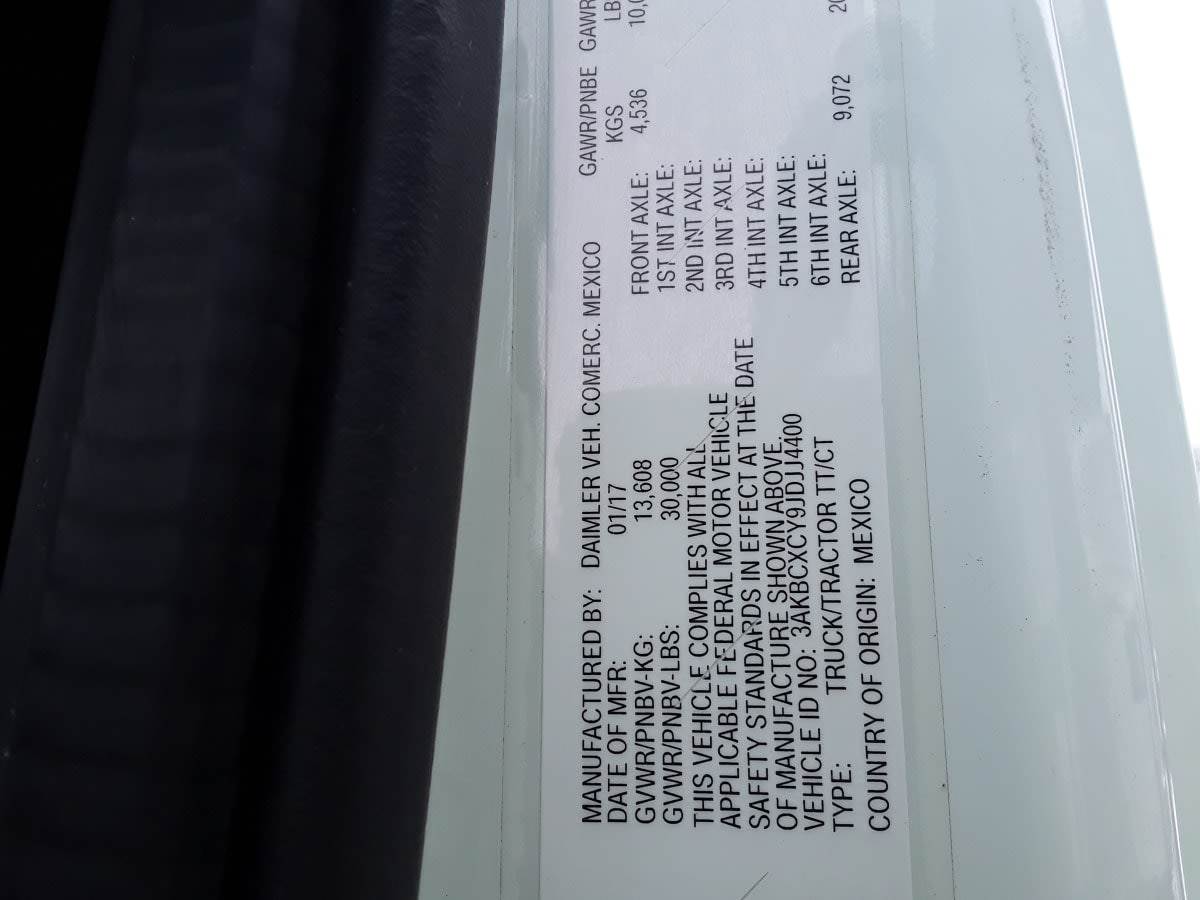 MANUFACTURED BY: DAIMLER VEH. COMERC. MEXICO
DATE OF MFR: 01/17
GVWR/PNBV-KG: 13,608
GVWR/PNBV-LBS: 30,000
THIS VEHICLE COMPLIES WITH ALL
APPLICABLE FEDERAL MOTOR VEHICLE
SAFETY STANDARDS IN EFFECT AT THE DATE
OF MANUFACTURE SHOWN ABOVE.
VEHICLE ID NO: 3AKBCXCY9JDJJ4400
TYPE: TRUCK/TRACTOR TT/CT
COUNTRY OF ORIGIN: MEXICO
GAWR/PNBE GAWR
KGS
FRONT AXLE: 4,536
1ST INT AXLE:
2ND INT AXLE:
3RD INT AXLE:
4TH INT AXLE:
5TH INT AXLE:
6TH INT AXLE:
REAR AXLE: 9,072